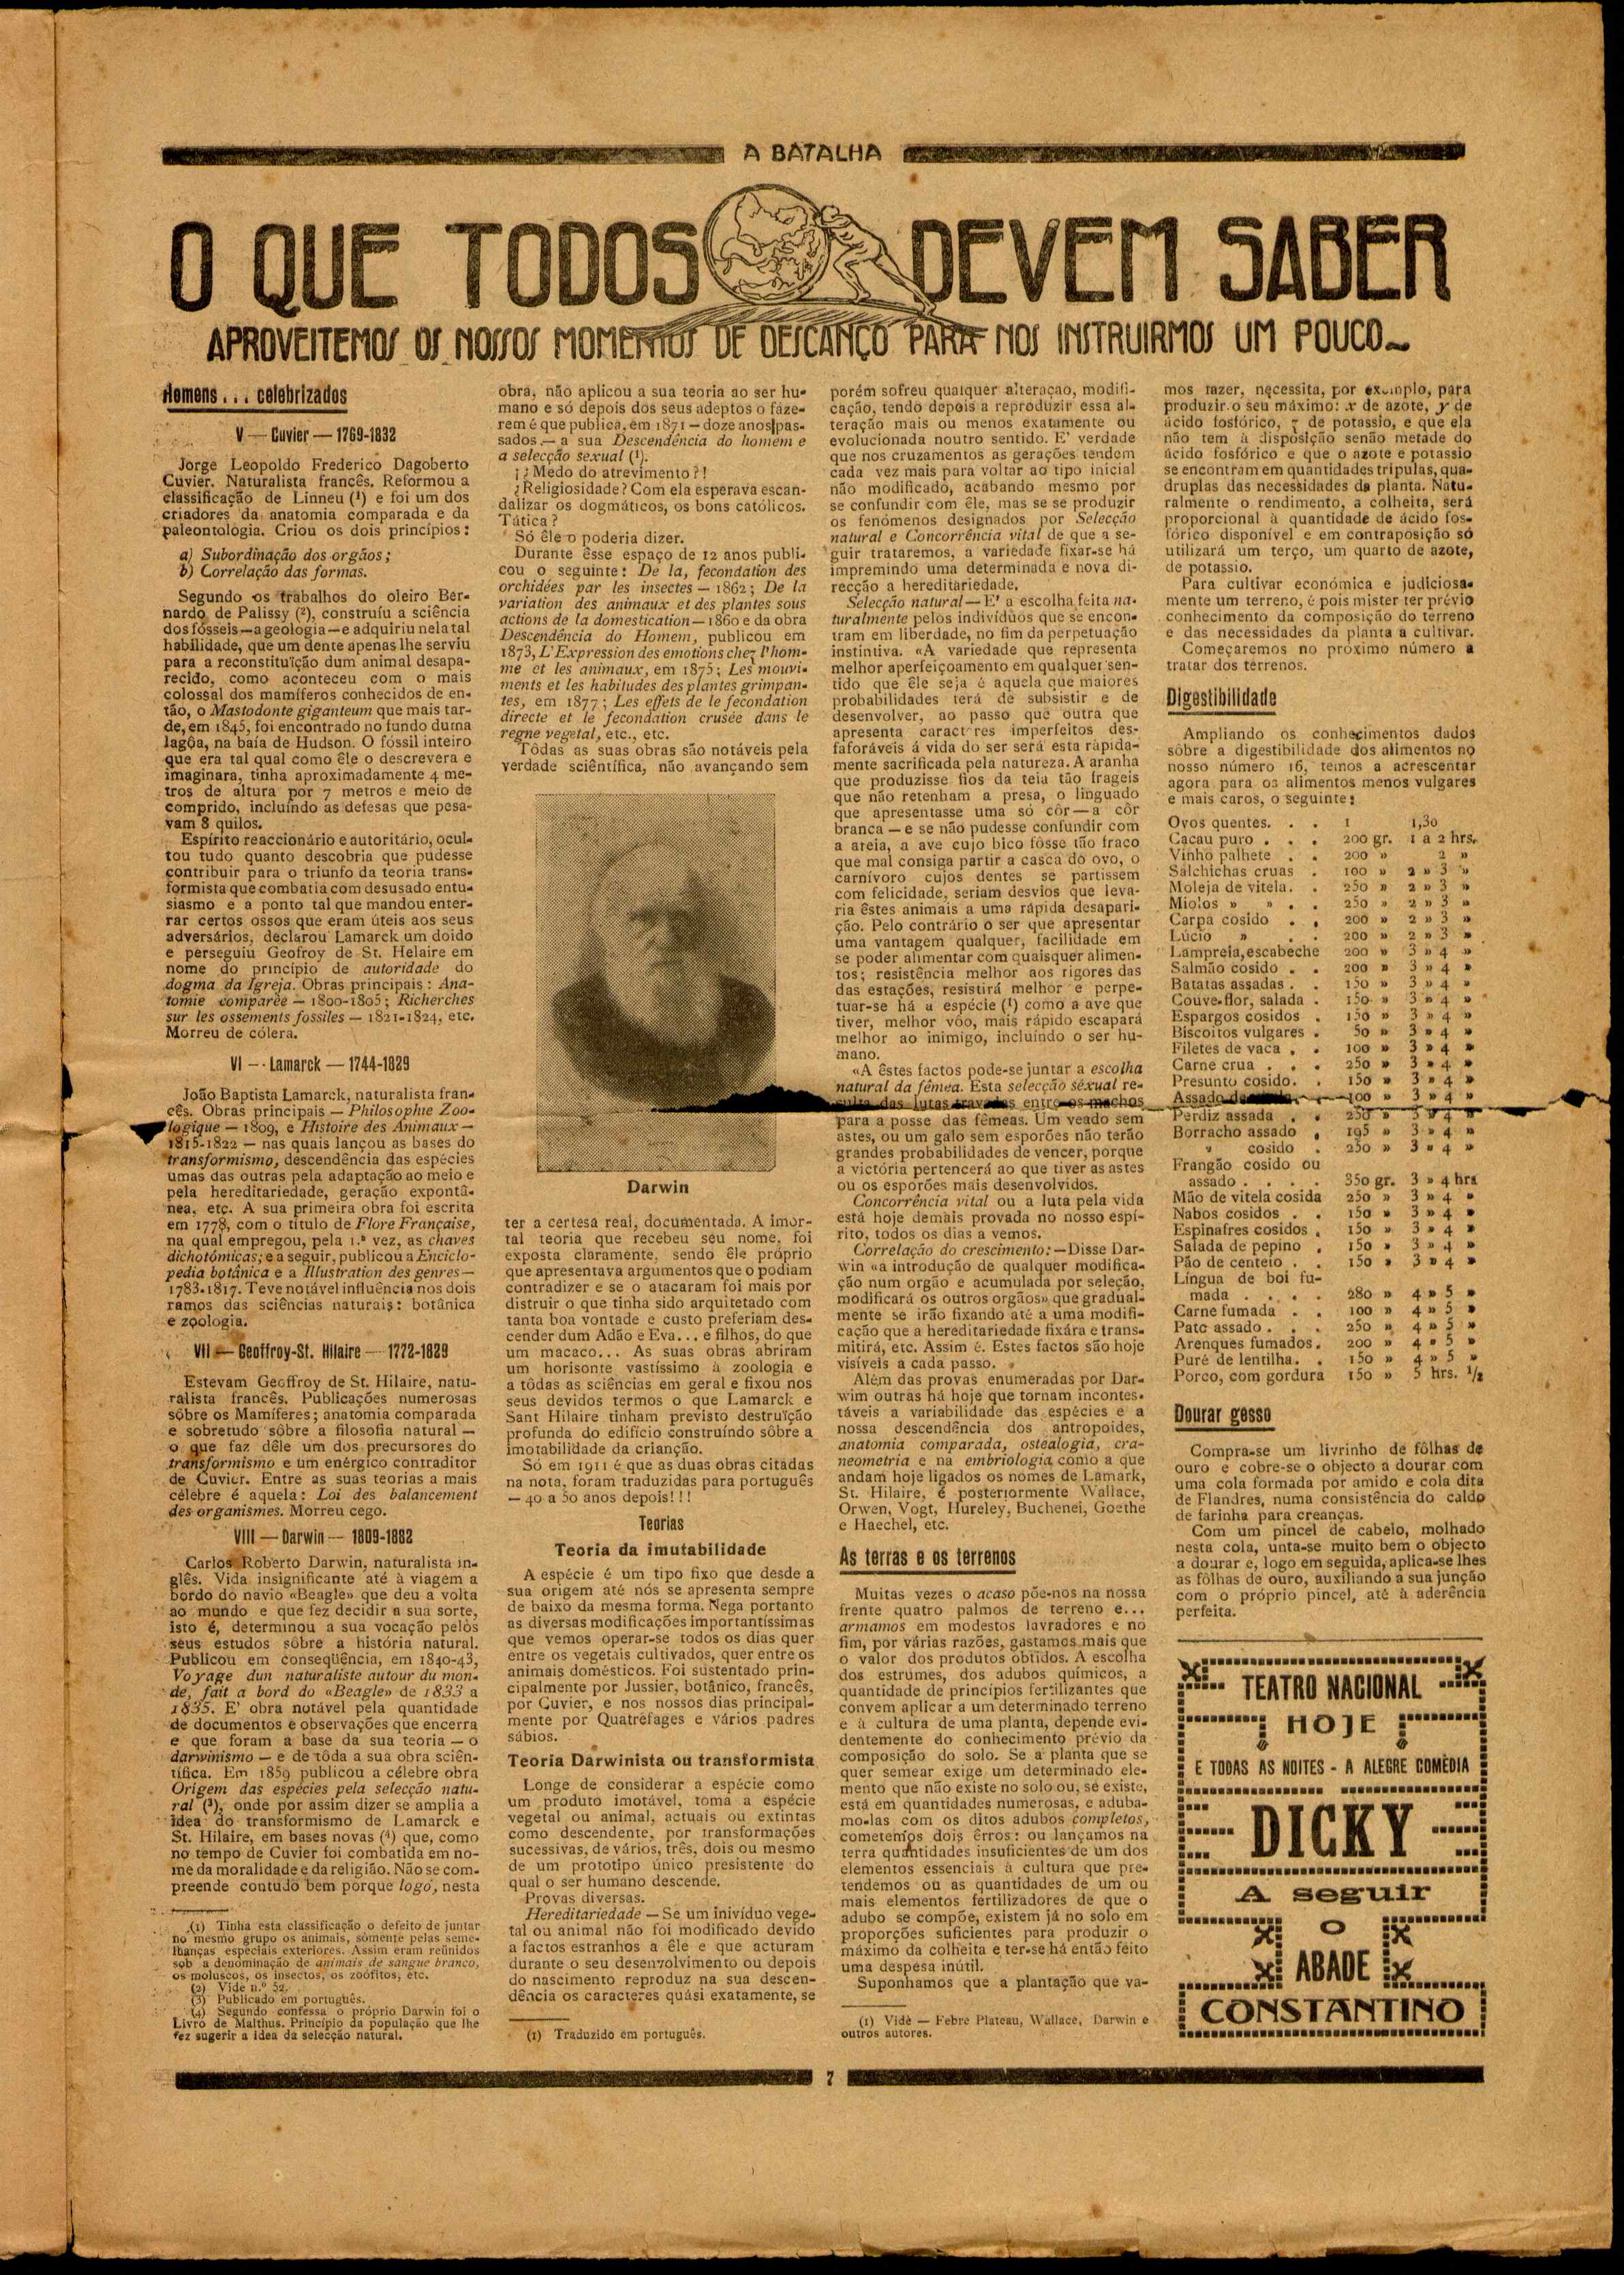 A BATALHA
O QUE TODOS DEVEM SABER
APROVEITEMOS OS NOSSOS MOMENTOS DE DESCANÇO PARA NOS INSTRUIRMOS UM POUCO
Homens... celebrizados
V — Cuvier — 1769-1832
Jorge Leopoldo Frederico Dagoberto
Cuvier. Naturalista francês. Reformou a
classificação de Linneu (¹) e foi um dos
criadores da anatomia comparada e da
paleontologia. Criou os dois princípios:
a) Subordinação dos orgãos;
b) Correlação das formas.
Segundo os trabalhos do oleiro Ber-
nardo de Palissy (²), construíu a sciência
dos fósseis—a geologia—e adquiriu nela tal
habilidade, que um dente apenas lhe serviu
para a reconstituïção dum animal desapa-
recido, como aconteceu com o mais
colossal dos mamíferos conhecidos de en-
tão, o Mastodonte giganteum que mais tar-
de, em 1845, foi encontrado no fundo duma
lagôa, na baía de Hudson. O fóssil inteiro
que era tal qual como êle o descrevera e
imaginara, tinha aproximadamente 4 me-
tros de altura por 7 metros e meio de
comprido, incluíndo as defesas que pesa-
vam 8 quilos.
Espírito reaccionário e autoritário, ocul-
tou tudo quanto descobria que pudesse
contribuir para o triunfo da teoria trans-
formista que combatia com desusado entu-
siasmo e a ponto tal que mandou enter-
rar certos ossos que eram úteis aos seus
adversários, declarou Lamarck um doido
e perseguiu Geofroy de St. Helaire em
nome do princípio de autoridade do
dogma da Igreja. Obras principais: Ana-
tomie comparée — 1800-1805; Richerches
sur les ossements fossiles — 1821-1824, etc.
Morreu de cólera.
VI — Lamarck — 1744-1829
João Baptista Lamarck, naturalista fran-
cês. Obras principais — Philosophie Zoo-
logique — 1809, e Histoire des Animaux —
1815-1822 — nas quais lançou as bases do
transformismo, descendência das espécies
umas das outras pela adaptação ao meio e
pela hereditariedade, geração expontâ-
nea, etç. A sua primeira obra foi escrita
em 1778, com o título de Flore Française,
na qual empregou, pela 1.ª vez, as chaves
dichotómicas; e a seguir, publicou a Enciclo-
pedia botânica e a Illustration des genres—
1783-1817. Teve notável influência nos dois
ramos das sciências naturais: botânica
e zoologia.
VII — Geoffroy-St. Hilaire — 1772-1829
Estevam Geoffroy de St. Hilaire, natu-
ralista francês. Publicações numerosas
sôbre os Mamíferes; anatomia comparada
e sobretudo sôbre a filosofia natural —
o que faz dêle um dos precursores do
transformismo e um enérgico contraditor
de Cuvier. Entre as suas teorias a mais
célebre é aquela: Loi des balancement
des organismes. Morreu cego.
VIII — Darwin — 1809-1882
Carlos Roberto Darwin, naturalista in-
glês. Vida insignificante até à viagem a
bordo do navio «Beagle» que deu a volta
ao mundo e que fez decidir a sua sorte,
isto é, determinou a sua vocação pelos
seus estudos sôbre a história natural.
Publicou em conseqüência, em 1840-43,
Voyage dun naturaliste autour du mon-
de, fait a bord do «Beagle» de 1833 a
1835. E' obra notável pela quantidade
de documentos e observações que encerra
e que foram a base da sua teoria — o
darwinismo — e de tôda a sua obra sciên-
tífica. Em 1859 publicou a célebre obra
Origem das espécies pela selecção natu-
ral (³), onde por assim dizer se amplia a
idea do transformismo de Lamarck e
St. Hilaire, em bases novas (⁴) que, como
no tempo de Cuvier foi combatida em no-
me da moralidade e da religião. Não se com-
preende contudo bem porque logo, nesta
(1) Tinha esta classificação o defeito de juntar
no mesmo grupo os animais, sómente pelas seme-
lhanças especiais exteriores. Assim eram reünidos
sob a denominação de animais de sangue branco,
os moluscos, os insectos, os zoófitos, etc.
(2) Vide n.º 52.
(3) Publicado em português.
(4) Segundo confessa o próprio Darwin foi o
Livro de Malthus. Princípio da população que lhe
fez sugerir a idea da selecção natural.
obra, não aplicou a sua teoria ao ser hu-
mano e só depois dos seus adeptos o faze-
rem é que publica, em 1871 — doze anos pas-
sados — a sua Descendência do homem e
a selecção sexual (¹).
¡¿Medo do atrevimento?!
¿Religiosidade? Com ela esperava escan-
dalizar os dogmáticos, os bons católicos.
Tática?
Só êle o poderia dizer.
Durante êsse espaço de 12 anos publi-
cou o seguinte: De la, fecondation des
orchidées par les insectes — 1862; De la
variation des animaux et des plantes sous
actions de la domestication — 1860 e da obra
Descendência do Homem, publicou em
1873, L'Expression des emotions chez l'hom-
me et les animaux, em 1875; Les mouvi-
ments et les habitudes des plantes grimpan-
tes, em 1877; Les effets de le fecondation
directe et le fecondation crusée dans le
regne vegetal, etc., etc.
Tôdas as suas obras são notáveis pela
verdade sciêntífica, não avançando sem
Darwin
ter a certesa real, documentada. A imor-
tal teoria que recebeu seu nome, foi
exposta claramente, sendo êle próprio
que apresentava argumentos que o podiam
contradizer e se o atacaram foi mais por
distruir o que tinha sido arquitetado com
tanta boa vontade e custo preferiam des-
cender dum Adão e Eva... e filhos, do que
um macaco... As suas obras abriram
um horisonte vastíssimo à zoologia e
a tôdas as sciências em geral e fixou nos
seus devidos termos o que Lamarck e
Sant Hilaire tinham previsto destruïção
profunda do edifício construíndo sôbre a
imotabilidade da crianção.
Só em 1911 é que as duas obras citadas
na nota, foram traduzidas para português
— 40 a 50 anos depois!!!
Teorias
Teoria da imutabilidade
A espécie é um tipo fixo que desde a
sua origem até nós se apresenta sempre
de baixo da mesma forma. Nega portanto
as diversas modificações importantíssimas
que vemos operar-se todos os dias quer
entre os vegetais cultivados, quer entre os
animais domésticos. Foi sustentado prin-
cipalmente por Jussier, botânico, francês,
por Cuvier, e nos nossos dias principal-
mente por Quatrefages e vários padres
sábios.
Teoria Darwinista ou transformista
Longe de considerar a espécie como
um produto imotável, toma a espécie
vegetal ou animal, actuais ou extintas
como descendente, por transformações
sucessivas, de vários, três, dois ou mesmo
de um prototipo único presistente do
qual o ser humano descende.
Provas diversas.
Hereditariedade — Se um inivíduo vege-
tal ou animal não foi modificado devido
a factos estranhos a êle e que acturam
durante o seu desenvolvimento ou depois
do nascimento reproduz na sua descen-
dência os caracteres quási exatamente, se
(1) Traduzido em português.
porém sofreu qualquer alteração, modifi-
cação, tendo depois a reproduzir essa al-
teração mais ou menos exatamente ou
evolucionada noutro sentido. E' verdade
que nos cruzamentos as gerações tendem
cada vez mais para voltar ao tipo inicial
não modificado, acabando mesmo por
se confundir com êle, mas se se produzir
os fenómenos designados por Selecção
natural e Concorrência vital de que a se-
guir trataremos, a variedade fixar-se há
impremindo uma determinada e nova di-
recção a hereditariedade.
Selecção natural — E' a escolha feita na-
turalmente pelos indivíduos que se encon-
tram em liberdade, no fim da perpetuação
instintiva. «A variedade que representa
melhor aperfeiçoamento em qualquer sen-
tido que êle seja é aquela que maiores
probabilidades terá de subsistir e de
desenvolver, ao passo que outra que
apresenta caracteres imperfeitos des-
faforáveis á vida do ser será esta rápida-
mente sacrificada pela natureza. A aranha
que produzisse fios da teia tão frageis
que não retenham a presa, o linguado
que apresentasse uma só côr—a côr
branca — e se não pudesse confundir com
a areia, a ave cujo bico fôsse tão fraco
que mal consiga partir a casca do ovo, o
carnívoro cujos dentes se partissem
com felicidade, seriam desvios que leva-
ria êstes animais a uma rápida desapari-
ção. Pelo contrário o ser que apresentar
uma vantagem qualquer, facilidade em
se poder alimentar com quaisquer alimen-
tos; resistência melhor aos rigores das
das estações, resistirá melhor e perpe-
tuar-se há a espécie (¹) como a ave que
tiver, melhor vôo, mais rápido escapará
melhor ao inimigo, incluíndo o ser hu-
mano.
«A êstes factos pode-se juntar a escolha
natural da fêmea. Esta selecção séxual re-
sulta das lutas travadas entre os machos
para a posse das fêmeas. Um veado sem
astes, ou um galo sem esporões não terão
grandes probabilidades de vencer, porque
a victória pertencerá ao que tiver as astes
ou os esporões mais desenvolvidos.
Concorrência vital ou a luta pela vida
está hoje demais provada no nosso espí-
rito, todos os dias a vemos.
Correlação do crescimento: — Disse Dar-
win «a introdução de qualquer modifica-
ção num orgão e acumulada por seleção,
modificará os outros orgãos» que gradual-
mente se irão fixando até a uma modifi-
cação que a hereditariedade fixára e trans-
mitirá, etc. Assim é. Estes factos são hoje
visíveis a cada passo.
Além das provas enumeradas por Dar-
wim outras há hoje que tornam incontes-
táveis a variabilidade das espécies e a
nossa descendência dos antropoides,
anatomia comparada, ostealogia, cra-
neometria e na embriologia como a que
andam hoje ligados os nomes de Lamark,
St. Hilaire, é posteriormente Wallace,
Orwen, Vogt, Hureley, Buchenei, Goethe
e Haechel, etc.
As terras e os terrenos
Muitas vezes o acaso põe-nos na nossa
frente quatro palmos de terreno e...
armamos em modestos lavradores e no
fim, por várias razões, gastamos mais que
o valor dos produtos obtidos. A escolha
dos estrumes, dos adubos químicos, a
quantidade de princípios fertilizantes que
convem aplicar a um determinado terreno
e à cultura de uma planta, depende evi-
dentemente do conhecimento prévio da
composição do solo. Se a planta que se
quer semear exige um determinado ele-
mento que não existe no solo ou, se existe,
está em quantidades numerosas, e aduba-
mo-las com os ditos adubos completos,
cometemos dois êrros: ou lançamos na
terra quantidades insuficientes de um dos
elementos essenciais à cultura que pre-
tendemos ou as quantidades de um ou
mais elementos fertilizadores de que o
adubo se compõe, existem já no solo em
proporções suficientes para produzir o
máximo da colheita e ter-se há então feito
uma despesa inútil.
Suponhamos que a plantação que va-
(1) Vidè — Febre Plateau, Wallace, Darwin e
outros autores.
mos fazer, necessita, por exemplo, para
produzir o seu máximo: x de azote, y de
ácido fosfórico, z de potassio, e que ela
não tem à disposição senão metade do
ácido fosfórico e que o azote e potassio
se encontram em quantidades tripulas, qua-
druplas das necessidades da planta. Natu-
ralmente o rendimento, a colheita, será
proporcional à quantidade de ácido fos-
fórico disponível e em contraposição só
utilizará um terço, um quarto de azote,
de potassio.
Para cultivar económica e judiciosa-
mente um terreno, é pois mister ter prévio
conhecimento da composição do terreno
e das necessidades da planta a cultivar.
Começaremos no próximo número a
tratar dos terrenos.
Digestibilidade
Ampliando os conhecimentos dados
sôbre a digestibilidade dos alimentos no
nosso número 16, temos a acrescentar
agora para os alimentos menos vulgares
e mais caros, o seguinte:
Ovos quentes. . . 1 1,30
Cacau puro . . . 200 gr. 1 a 2 hrs.
Vinho palhete . . 200 » 2 »
Salchichas cruas . 100 » 2 » 3 »
Moleja de vitela. . 250 » 2 » 3 »
Miolos » » . . 250 » 2 » 3 »
Carpa cosido . . 200 » 2 » 3 »
Lúcio » . . 200 » 2 » 3 »
Lampreia, escabeche 200 » 3 » 4 »
Salmão cosido . . 200 » 3 » 4 »
Batatas assadas . . 150 » 3 » 4 »
Couve-flor, salada . 150 » 3 » 4 »
Espargos cosidos . 150 » 3 » 4 »
Biscoitos vulgares . 50 » 3 » 4 »
Filetes de vaca . . 100 » 3 » 4 »
Carne crua . . . 250 » 3 » 4 »
Presunto cosido. . 150 » 3 » 4 »
Assado de 100 » 3 » 4 »
Perdiz assada . . 250 » 3 » 4 »
Borracho assado . 195 » 3 » 4 »
» cosido . 250 » 3 » 4 »
Frangão cosido ou
assado . . . . 350 gr. 3 » 4 hrs
Mão de vitela cosida 250 » 3 » 4 »
Nabos cosidos . . 150 » 3 » 4 »
Espinafres cosidos . 150 » 3 » 4 »
Salada de pepino . 150 » 3 » 4 »
Pão de centeio . . 150 » 3 » 4 »
Língua de boi fu-
mada . . . . 280 » 4 » 5 »
Carne fumada . . 100 » 4 » 5 »
Pato assado . . . 250 » 4 » 5 »
Arenques fumados. 200 » 4 » 5 »
Puré de lentilha. . 150 » 4 » 5 »
Porco, com gordura 150 » 5 hrs. ½
Dourar gesso
Compra-se um livrinho de fôlhas de
ouro e cobre-se o objecto a dourar com
uma cola formada por amido e cola dita
de Flandres, numa consistência do caldo
de farinha para creanças.
Com um pincel de cabelo, molhado
nesta cola, unta-se muito bem o objecto
a dourar e, logo em seguida, aplica-se lhes
as fôlhas de ouro, auxiliando a sua junção
com o próprio pincel, até à aderência
perfeita.
TEATRO NACIONAL
HOJE
E TODAS AS NOITES - A ALEGRE COMÉDIA
DICKY
A seguir
O
ABADE
CONSTANTINO
7